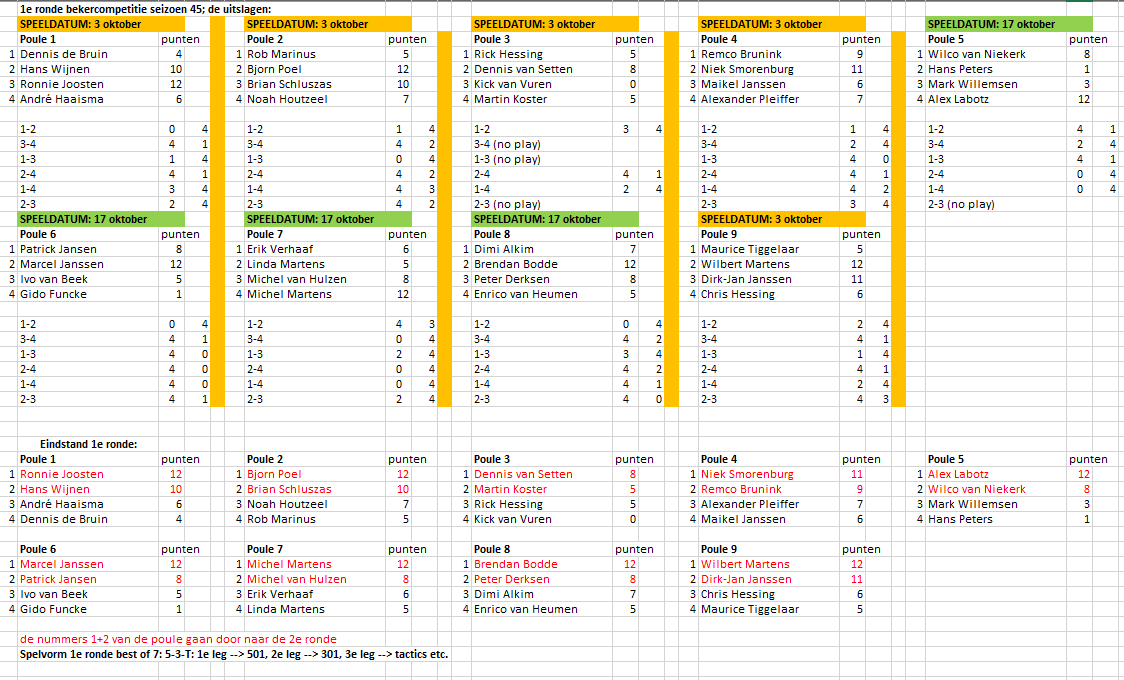 1e ronde bekercompetitie seizoen 45; de uitslagen:
SPEELDATUM: 3 oktober SPEELDATUM: 3 oktober SPEELDATUM: 3 oktober SPEELDATUM: 3 oktober SPEELDATUM: 17 oktober
Poule 1 punten Poule 2 punten Poule 3 punten Poule 4 punten Poule 5 punten
1 Dennis de Bruin 4 1 Rob Marinus 5 1 Rick Hessing 5 1 Remco Brunink 9 1 Wilco van Niekerk 8
2 Hans Wijnen 10 2 Bjorn Poel 12 2 Dennis van Setten 8 2 Niek Smorenburg 11 2 Hans Peters 1
3 Ronnie Joosten 12 3 Brian Schluszas 10 3 Kick van Vuren 0 3 Maikel Janssen 6 3 Mark Willemsen 3
4 André Haaisma 6 4 Noah Houtzeel 7 4 Martin Koster 5 4 Alexander Pleiffer 7 4 Alex Labotz 12
1-2 0 4 1-2 1 4 1-2 3 4 1-2 1 4 1-2 4 1
3-4 4 1 3-4 4 2 3-4 (no play) 3-4 2 4 3-4 2 4
1-3 1 4 1-3 0 4 1-3 (no play) 1-3 4 0 1-3 4 1
2-4 4 1 2-4 4 2 2-4 4 1 2-4 4 1 2-4 0 4
1-4 3 4 1-4 4 3 1-4 2 4 1-4 4 2 1-4 0 4
2-3 2 4 2-3 4 2 2-3 (no play) 2-3 3 4 2-3 (no play)
SPEELDATUM: 17 oktober SPEELDATUM: 17 oktober SPEELDATUM: 17 oktober SPEELDATUM: 3 oktober
Poule 6 punten Poule 7 punten Poule 8 punten Poule 9 punten
1 Patrick Jansen 8 1 Erik Verhaaf 6 1 Dimi Alkim 7 1 Maurice Tiggelaar 5
2 Marcel Janssen 12 2 Linda Martens 5 2 Brendan Bodde 12 2 Wilbert Martens 12
3 Ivo van Beek 5 3 Michel van Hulzen 8 3 Peter Derksen 8 3 Dirk-Jan Janssen 11
4 Gido Funcke 1 4 Michel Martens 12 4 Enrico van Heumen 5 4 Chris Hessing 6
1-2 0 4 1-2 4 3 1-2 0 4 1-2 2 4
3-4 4 1 3-4 0 4 3-4 4 2 3-4 4 1
1-3 4 0 1-3 2 4 1-3 3 4 1-3 1 4
2-4 4 0 2-4 0 4 2-4 4 2 2-4 4 1
1-4 4 0 1-4 0 4 1-4 4 1 1-4 2 4
2-3 4 1 2-3 2 4 2-3 4 0 2-3 4 3
Eindstand 1e ronde:
Poule 1 punten Poule 2 punten Poule 3 punten Poule 4 punten Poule 5 punten
1 Ronnie Joosten 12 1 Bjorn Poel 12 1 Dennis van Setten 8 1 Niek Smorenburg 11 1 Alex Labotz 12
2 Hans Wijnen 10 2 Brian Schluszas 10 2 Martin Koster 5 2 Remco Brunink 9 2 Wilco van Niekerk 8
3 André Haaisma 6 3 Noah Houtzeel 7 3 Rick Hessing 5 3 Alexander Pleiffer 7 3 Mark Willemsen 3
4 Dennis de Bruin 4 4 Rob Marinus 5 4 Kick van Vuren 0 4 Maikel Janssen 6 4 Hans Peters 1
Poule 6 punten Poule 7 punten Poule 8 punten Poule 9 punten
1 Marcel Janssen 12 1 Michel Martens 12 1 Brendan Bodde 12 1 Wilbert Martens 12
2 Patrick Jansen 8 2 Michel van Hulzen 8 2 Peter Derksen 8 2 Dirk-Jan Janssen 11
3 Ivo van Beek 5 3 Erik Verhaaf 6 3 Dimi Alkim 7 3 Chris Hessing 6
4 Gido Funcke 1 4 Linda Martens 5 4 Enrico van Heumen 5 4 Maurice Tiggelaar 5
de nummers 1+2 van de poule gaan door naar de 2e ronde
Spelvorm 1e ronde best of 7: 5-3-T: 1e leg --> 501, 2e leg --> 301, 3e leg --> tactics etc.